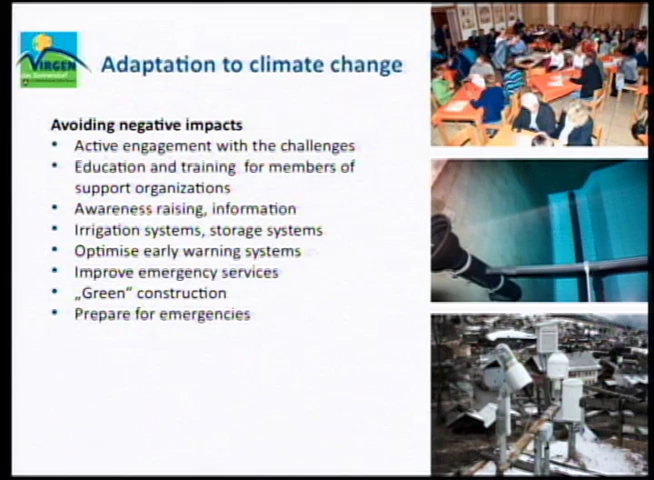 VIRGEN
Adaptation to climate change
Avoiding negative impacts
• Active engagement with the challenges
• Education and training for members of
support organizations
• Awareness raising, information
• Irrigation systems, storage systems
• Optimise early warning systems
• Improve emergency services
• „Green“ construction
• Prepare for emergencies